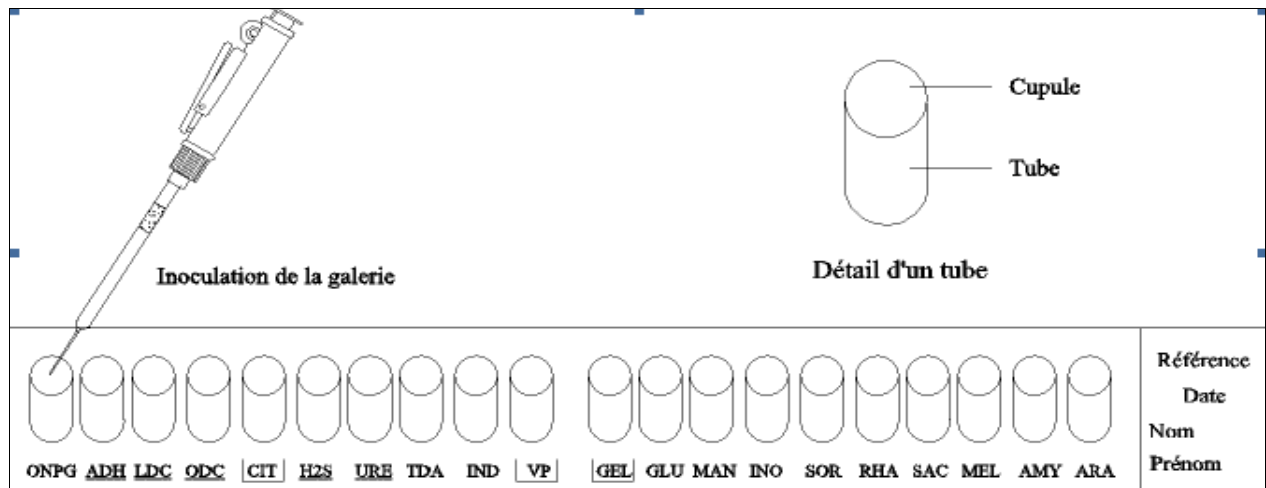 Cupule
Tube
Inoculation de la galerie
Détail d'un tube
ONPG ADH LDC ODC CIT H2S URE TDA IND VP GEL GLU MAN INO SOR RHA SAC MEL AMY ARA
Référence
Date
Nom
Prénom